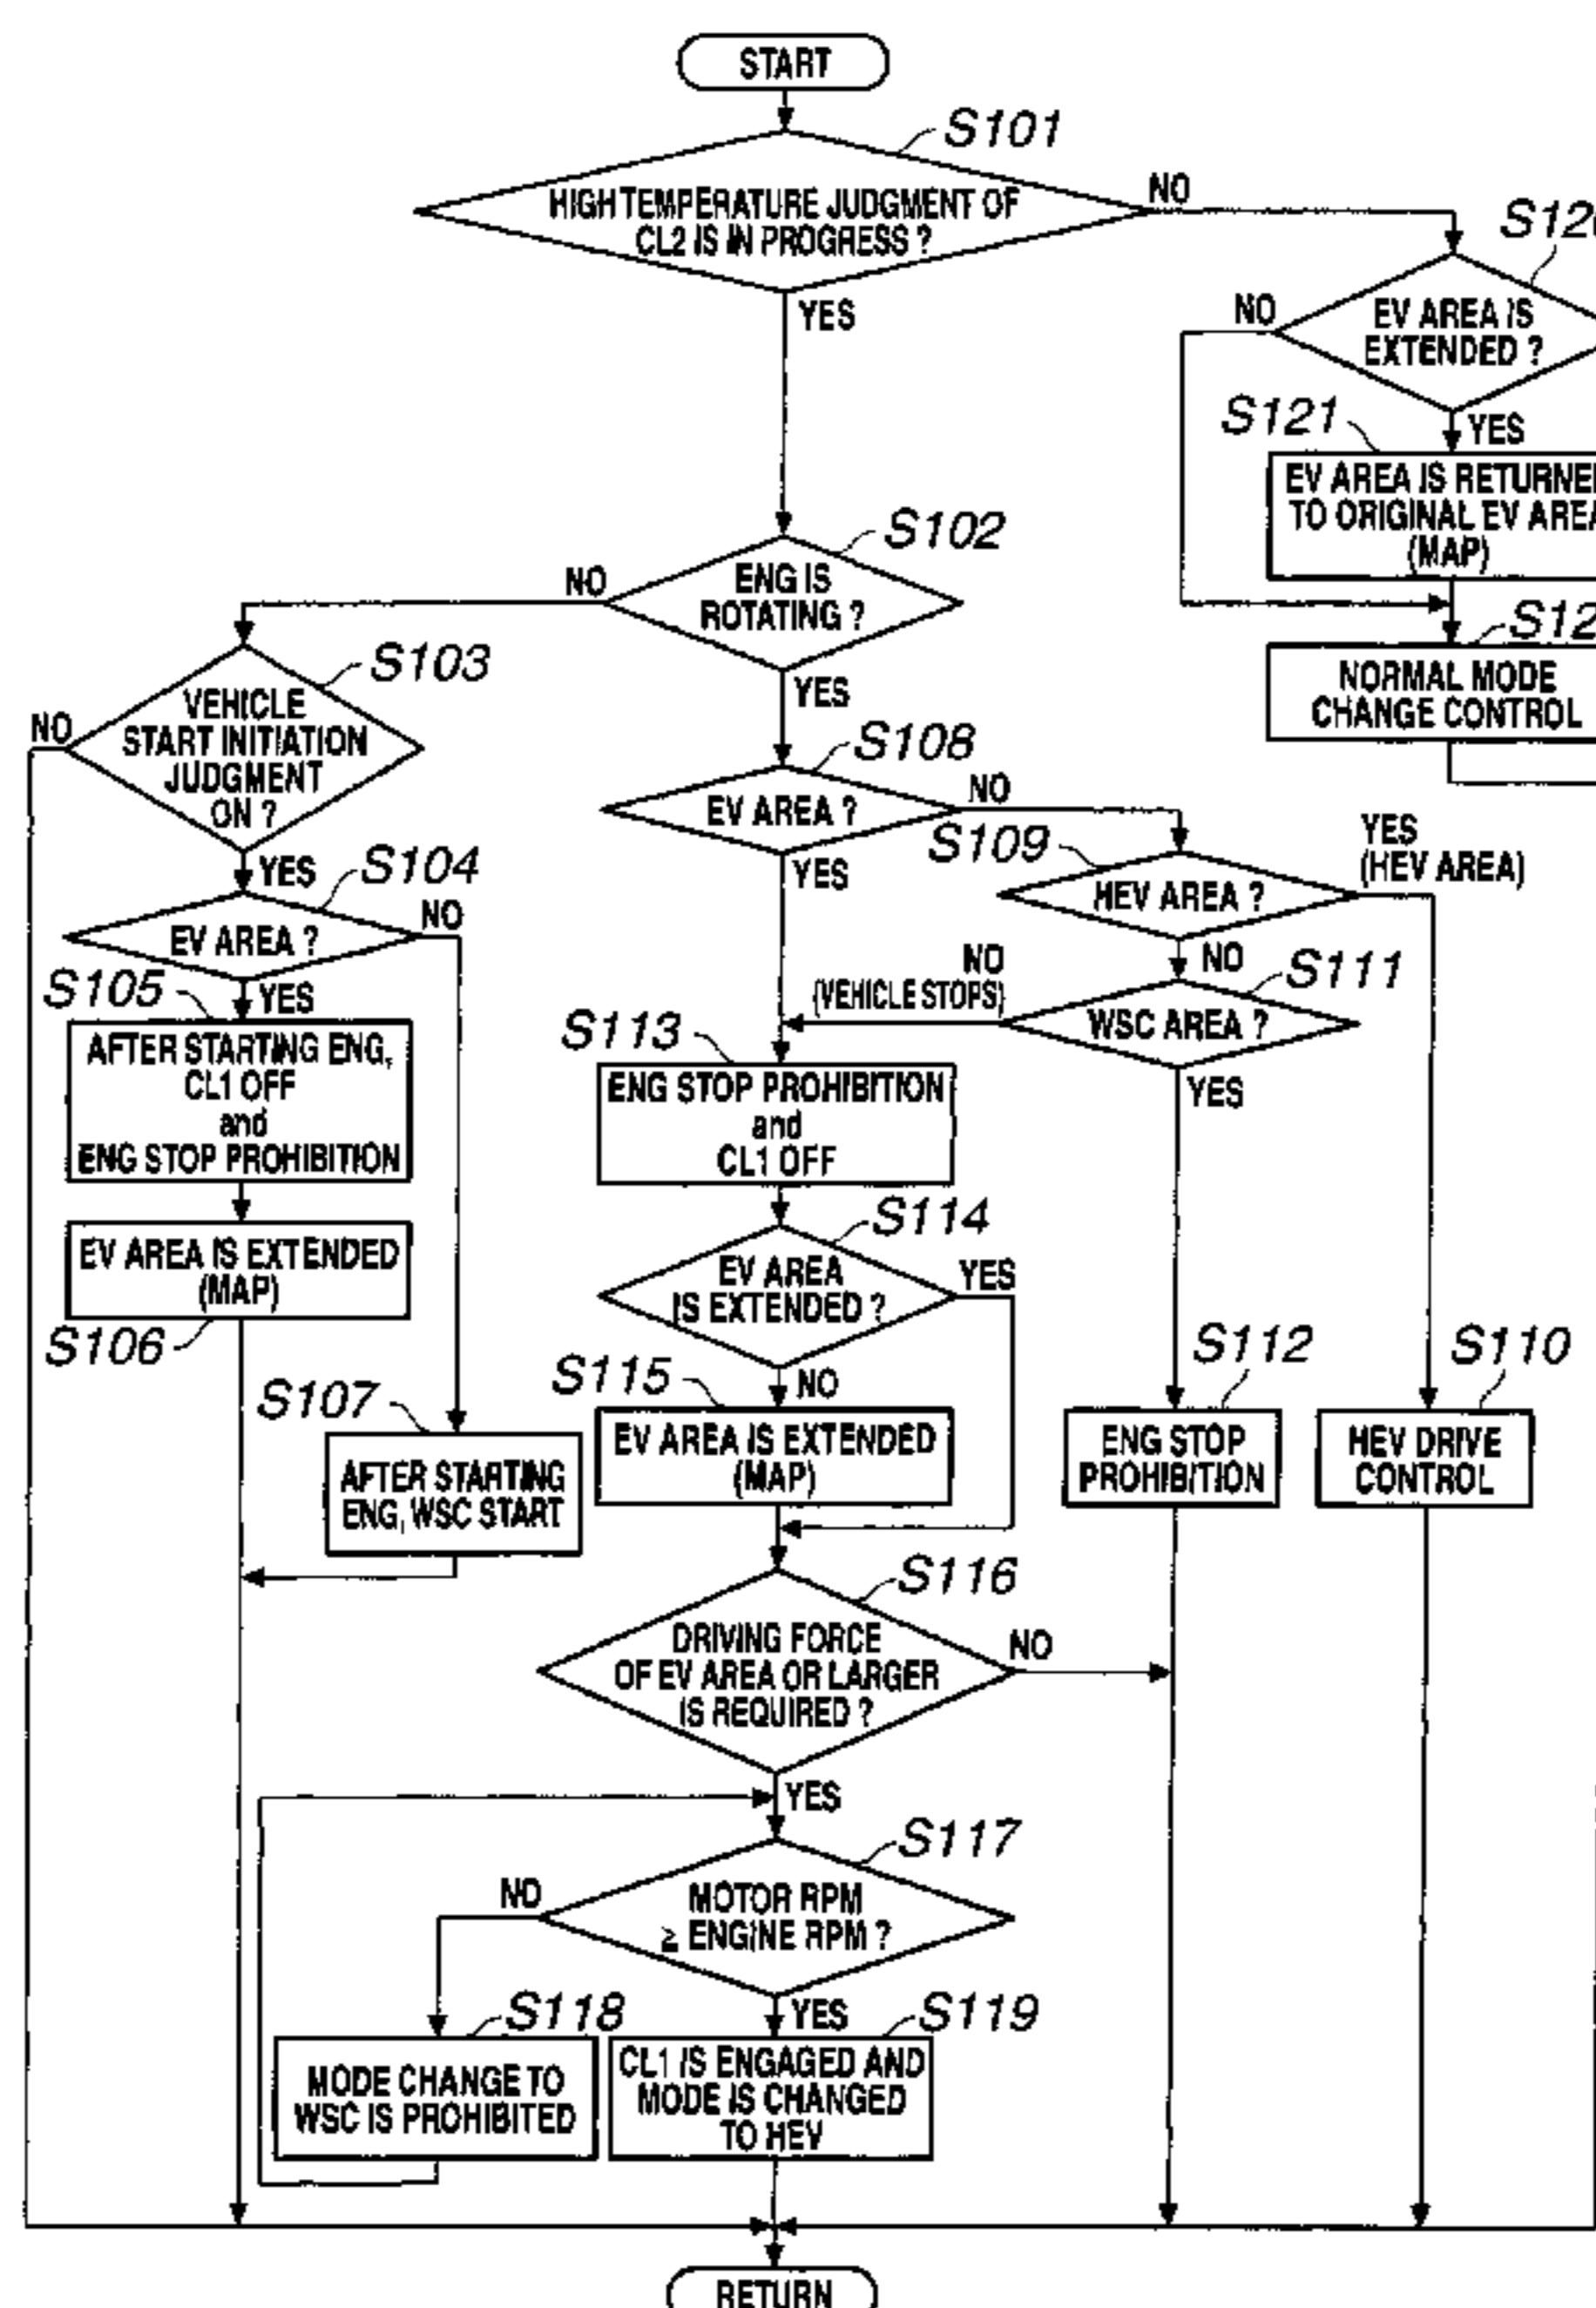 START
S101
HIGH TEMPERATURE JUDGMENT OF
CL2 IS IN PROGRESS ?
NO
YES
EV AREA IS
EXTENDED ?
NO
YES
S121
EV AREA IS
TO ORIGINAL EV
(MAP)
NORMAL MODE
CHANGE CONTROL
S102
ENG IS
ROTATING ?
NO
YES
S103
VEHICLE
START INITIATION
JUDGMENT
ON ?
NO
YES
S104
EV AREA ?
NO
YES
S105
AFTER STARTING ENG,
CL1 OFF
and
ENG STOP PROHIBITION
EV AREA IS EXTENDED
(MAP)
S106
S107
AFTER STARTING
ENG, WSC START
S108
EV AREA ?
NO
YES
S109
HEV AREA ?
YES
(HEV AREA)
NO
S111
WSC AREA ?
NO
(VEHICLE STOPS)
YES
S113
ENG STOP PROHIBITION
and
CL1 OFF
S114
EV AREA
IS EXTENDED ?
YES
NO
S115
EV AREA IS EXTENDED
(MAP)
S112
ENG STOP
PROHIBITION
S110
HEV DRIVE
CONTROL
S116
DRIVING FORCE
OF EV AREA OR LARGER
IS REQUIRED ?
NO
YES
S117
MOTOR RPM
≧ ENGINE RPM ?
NO
YES
S118
MODE CHANGE TO
WSC IS PROHIBITED
S119
CL1 IS ENGAGED AND
MODE IS CHANGED
TO HEV
RETURN